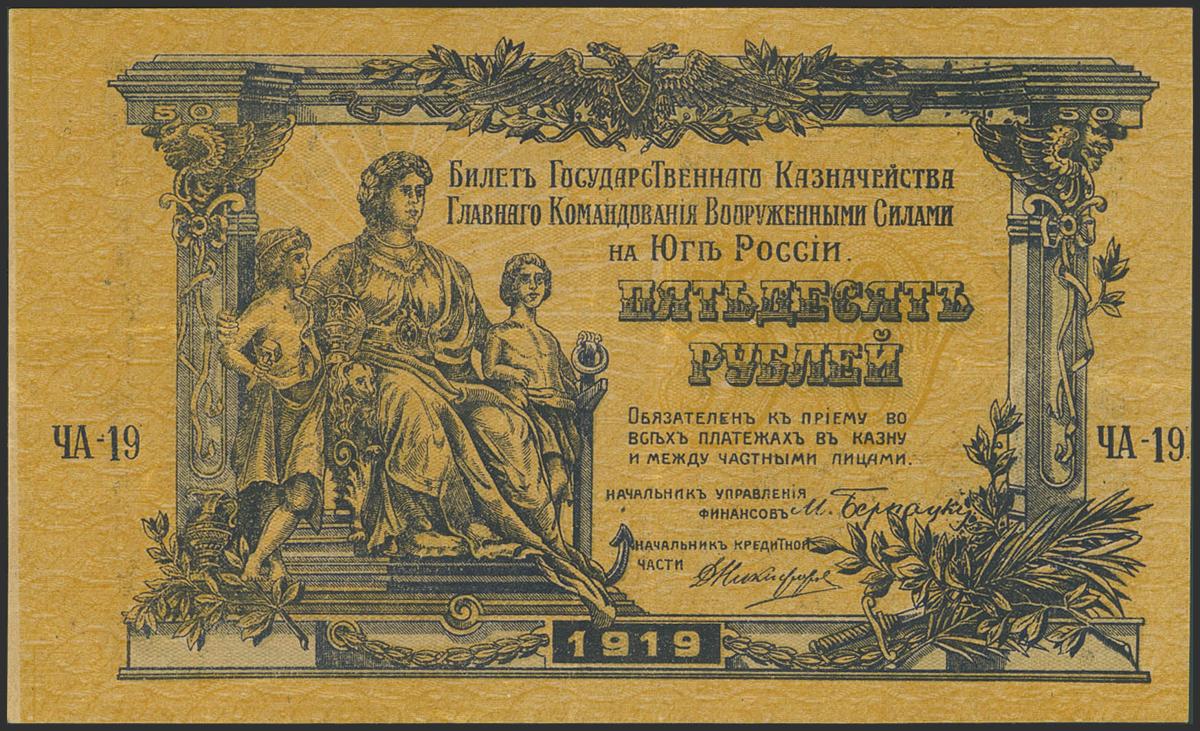 50
50
Билетъ Государственнаго Казначейства
Главнаго Командованія Вооруженными Силами
на Югѣ Россіи.
ПЯТЬДЕСЯТЪ
РУБЛЕЙ
Обязателенъ къ пріему во
всѣхъ платежахъ въ казну
и между частными лицами.
ЧА-19
ЧА-19
Начальникъ Управленія
Финансовъ М. Бернацкій
Начальникъ Кредитной
Части
1919